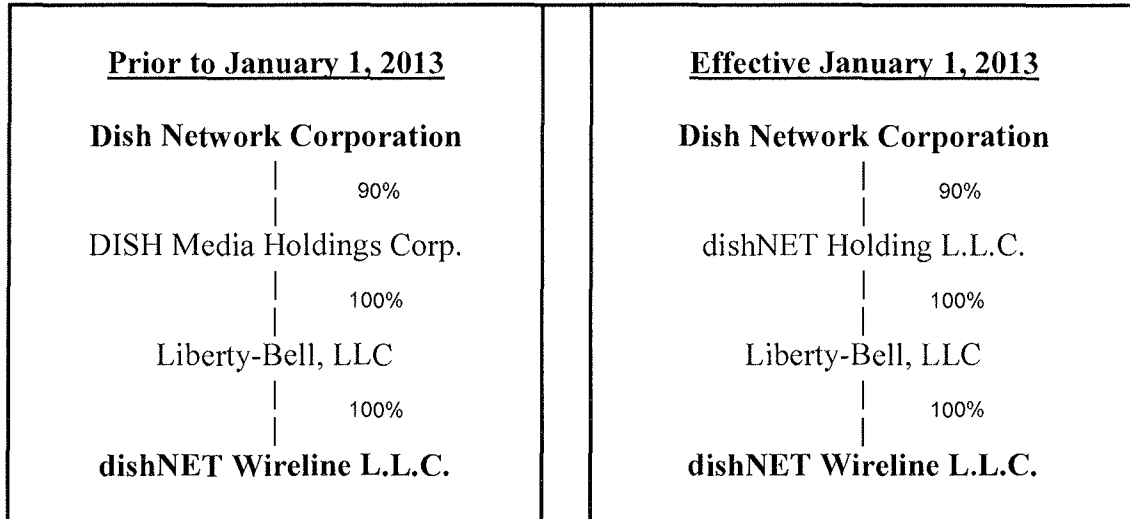 Prior to January 1, 2013
Dish Network Corporation
90%
DISH Media Holdings Corp.
100%
Liberty-Bell, LLC
100%
dishNET Wireline L.L.C.
Effective January 1, 2013
Dish Network Corporation
90%
dishNET Holding L.L.C.
100%
Liberty-Bell, LLC
100%
dishNET Wireline L.L.C.